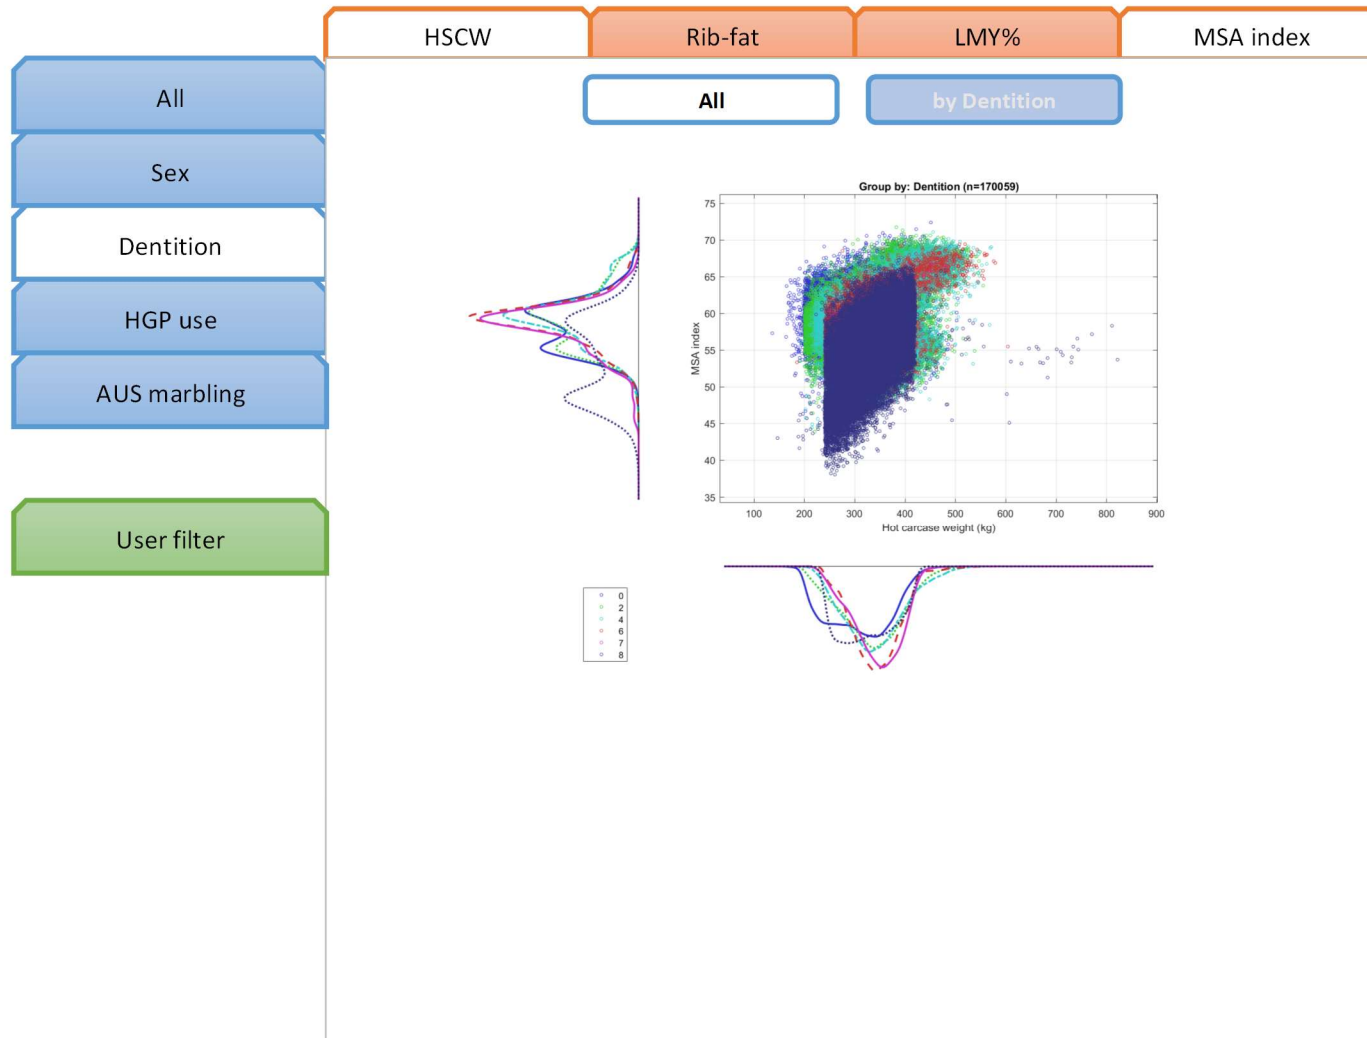 HSCW
Rib-fat
LMY%
MSA index
All
Sex
Dentition
HGP use
AUS marbling
User filter
All
by Dentition
Group by: Dentition (n=170059)
75
70
65
60
55
50
45
40
35
MSA index
100 200 300 400 500 600 700 800 900
Hot carcase weight (kg)
0
2
4
6
7
8